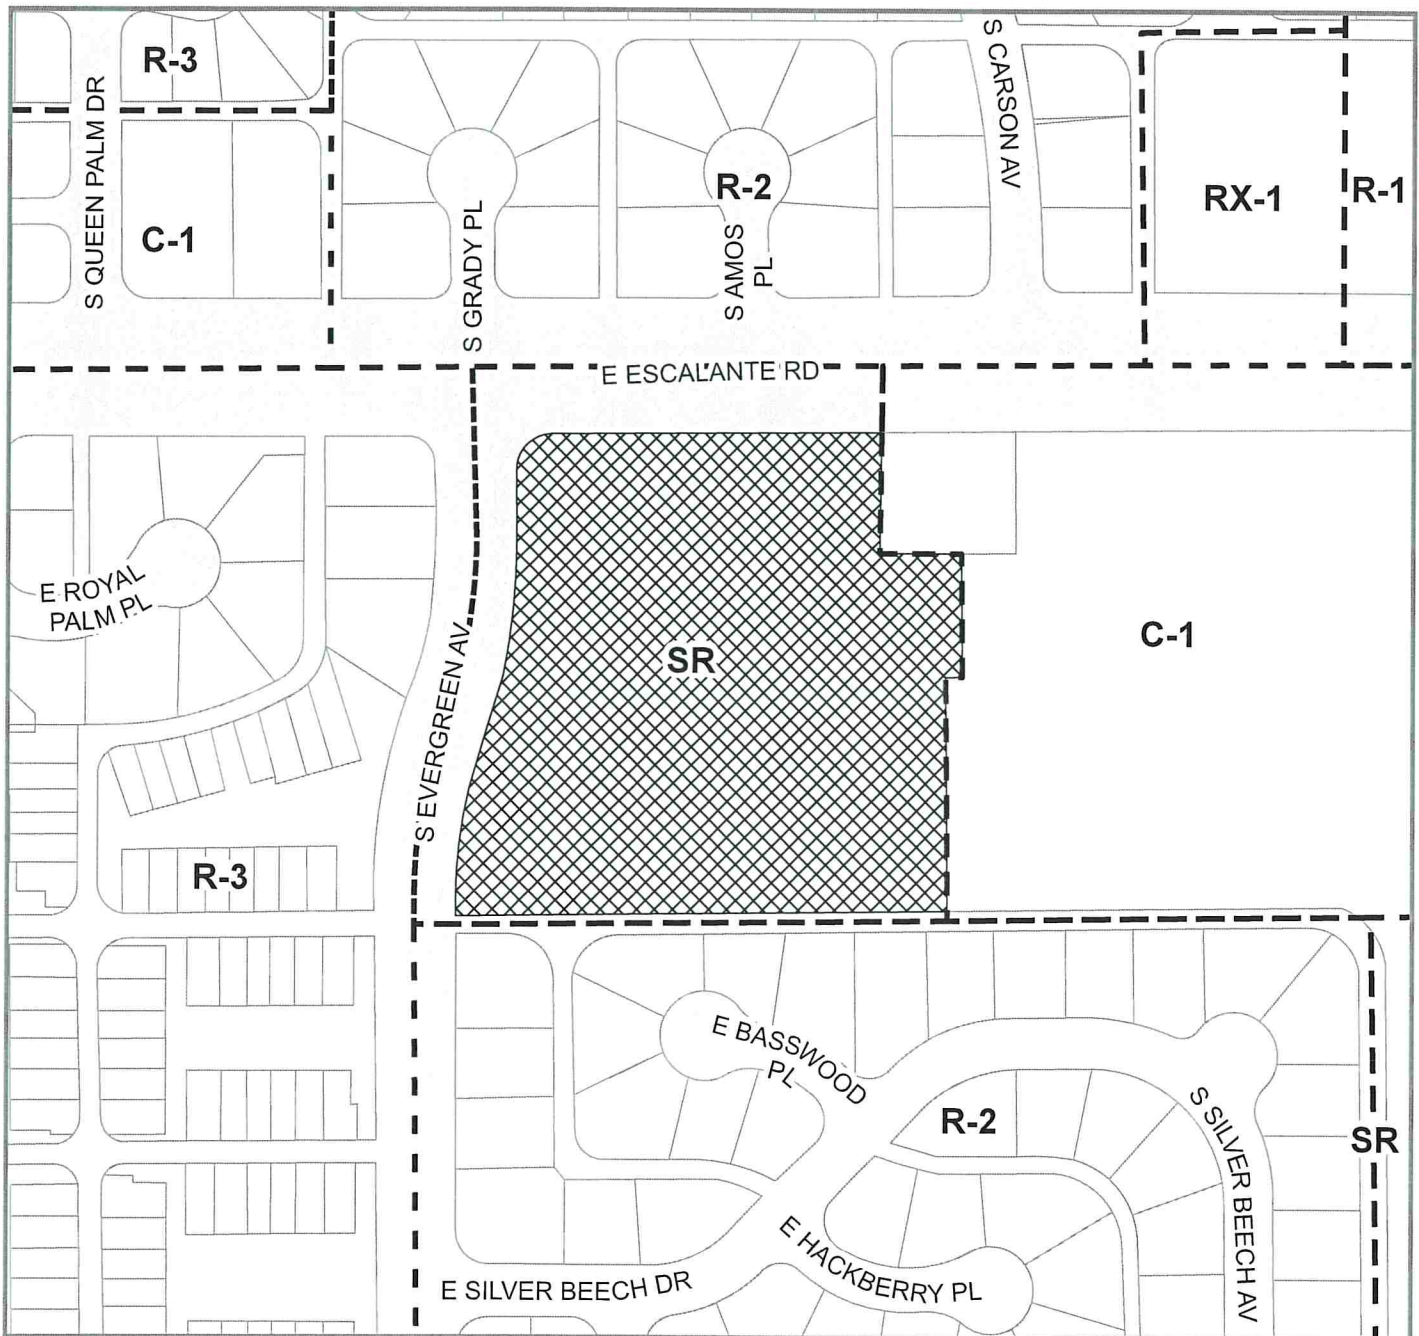 R-3
S QUEEN PALM DR
C-1
S GRADY PL
R-2
S AMOS
PL
S CARSON AV
RX-1
R-1
E ESCALANTE RD
E ROYAL
PALM PL
S EVERGREEN AV
SR
C-1
R-3
E BASSWOOD
PL
R-2
S SILVER BEECH AV
SR
E HACKBERRY PL
E SILVER BEECH DR